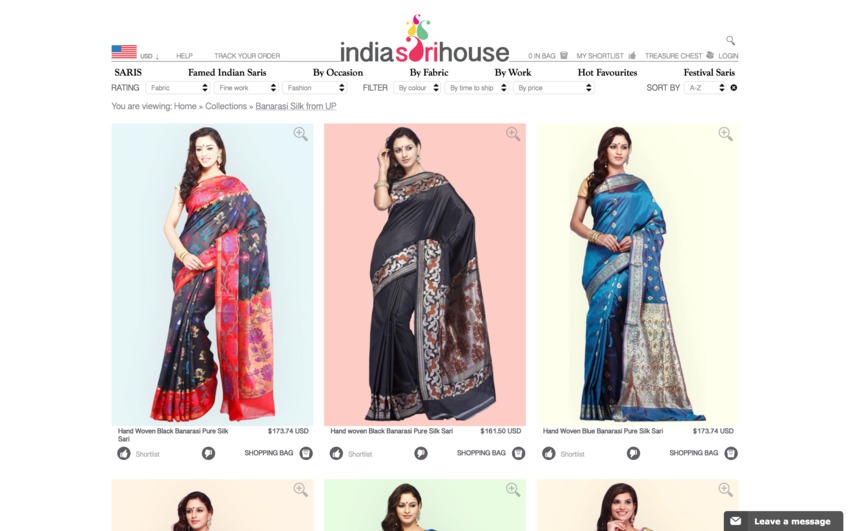 indiasarihouse
USD ↓ HELP TRACK YOUR ORDER
0 IN BAG MY SHORTLIST TREASURE CHEST LOGIN
SARIS Famed Indian Saris By Occasion By Fabric By Work Hot Favourites Festival Saris
RATING Fabric Fine work Fashion FILTER By colour By time to ship By price SORT BY A-Z
You are viewing: Home » Collections » Banarasi Silk from UP
Hand Woven Black Banarasi Pure Silk Sari $173.74 USD
Shortlist SHOPPING BAG
Hand woven Black Banarasi Pure Silk Sari $161.50 USD
Shortlist SHOPPING BAG
Hand Woven Blue Banarasi Pure Silk Sari $173.74 USD
Shortlist SHOPPING BAG
Leave a message